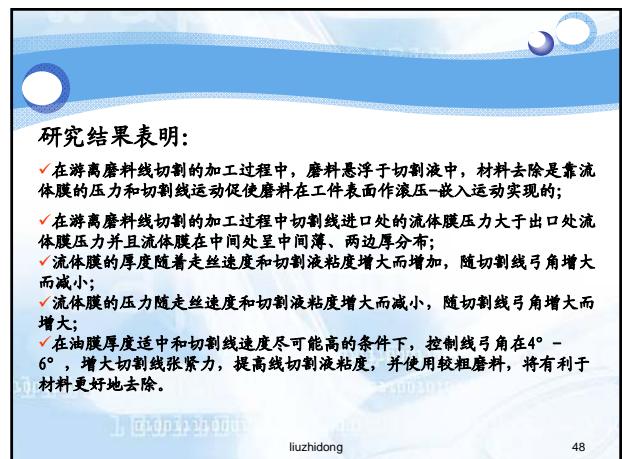 研究结果表明:
✓在游离磨料线切割的加工过程中，磨料悬浮于切割液中，材料去除是靠流
体膜的压力和切割线运动促使磨料在工件表面作滚压-嵌入运动实现的;
✓在游离磨料线切割的加工过程中切割线进口处的流体膜压力大于出口处流
体膜压力并且流体膜在中间处呈中间薄、两边厚分布;
✓流体膜的厚度随着走丝速度和切割液粘度增大而增加，随切割线弓角增大
而减小;
✓流体膜的压力随走丝速度和切割液粘度增大而减小，随切割线弓角增大而
增大;
✓在油膜厚度适中和切割线速度尽可能高的条件下，控制线弓角在4°-
6°，增大切割线张紧力，提高线切割液粘度，并使用较粗磨料，将有利于
材料更好地去除。
liuzhidong
48